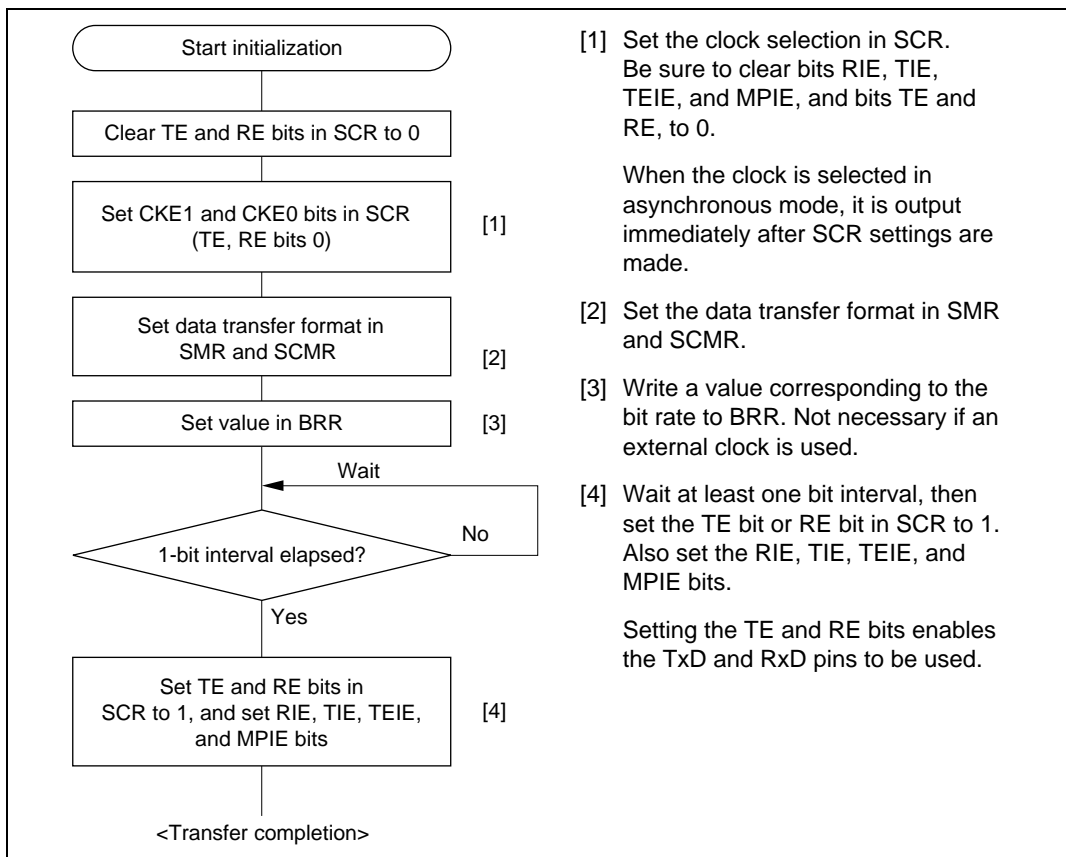 Start initialization
Clear TE and RE bits in SCR to 0
Set CKE1 and CKE0 bits in SCR
(TE, RE bits 0)
[1]
Set data transfer format in
SMR and SCMR
[2]
Set value in BRR
[3]
Wait
No
1-bit interval elapsed?
Yes
Set TE and RE bits in
SCR to 1, and set RIE, TIE, TEIE,
and MPIE bits
[4]
<Transfer completion>
[1] Set the clock selection in SCR.
Be sure to clear bits RIE, TIE,
TEIE, and MPIE, and bits TE and
RE, to 0.
When the clock is selected in
asynchronous mode, it is output
immediately after SCR settings are
made.
[2] Set the data transfer format in SMR
and SCMR.
[3] Write a value corresponding to the
bit rate to BRR. Not necessary if an
external clock is used.
[4] Wait at least one bit interval, then
set the TE bit or RE bit in SCR to 1.
Also set the RIE, TIE, TEIE, and
MPIE bits.
Setting the TE and RE bits enables
the TxD and RxD pins to be used.